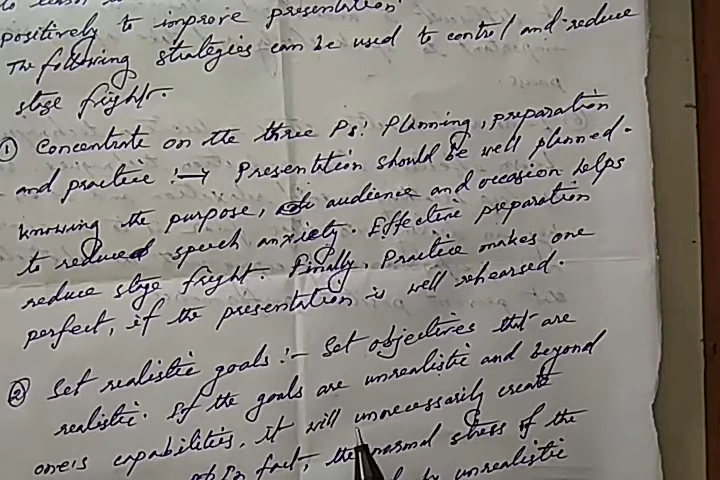 positively to improve presentation
The following strategies can be used to control and reduce
stage fright.
① Concentrate on the three Ps: Planning, preparation
and practice :→ Presentation should be well planned.
knowing the purpose, audience and occasion helps
to reduced speech anxiety. Effective preparation
reduce stage fright. Finally, Practice makes one
perfect, if the presentation is well rehearsed.
② Set realistic goals :- Set objectives that are
realistic. If the goals are unrealistic and beyond
one's capabilities, it will unnecessarily create
In fact, the normal stress of the
by unrealistic